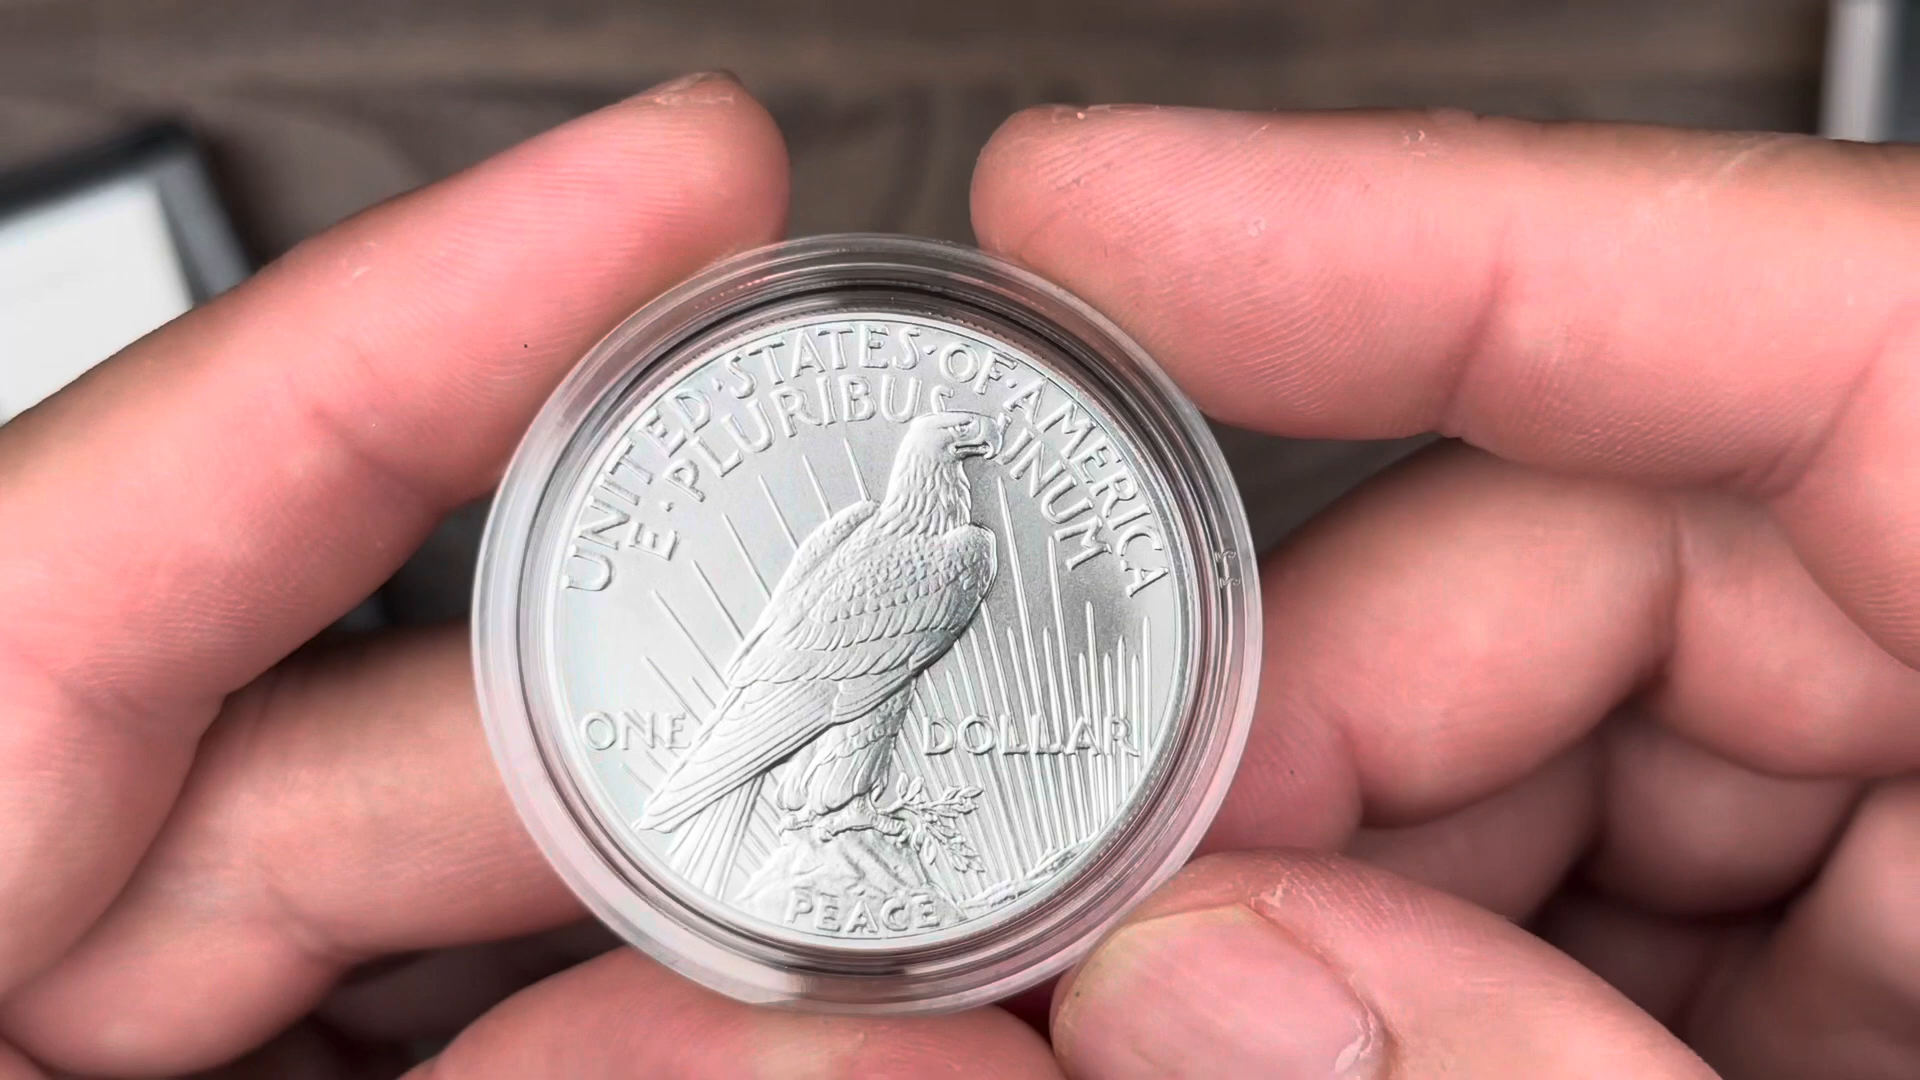 UNITED·STATES·OF·AMERICA
E·PLURIBUS UNUM
ONE DOLLAR
PEACE